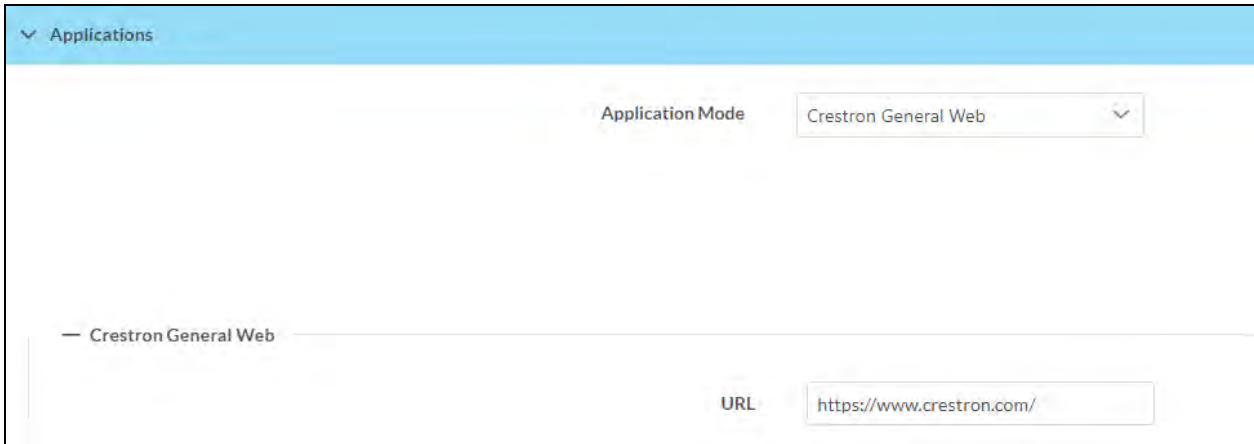 Applications
Application Mode Crestron General Web
Crestron General Web
URL https://www.crestron.com/